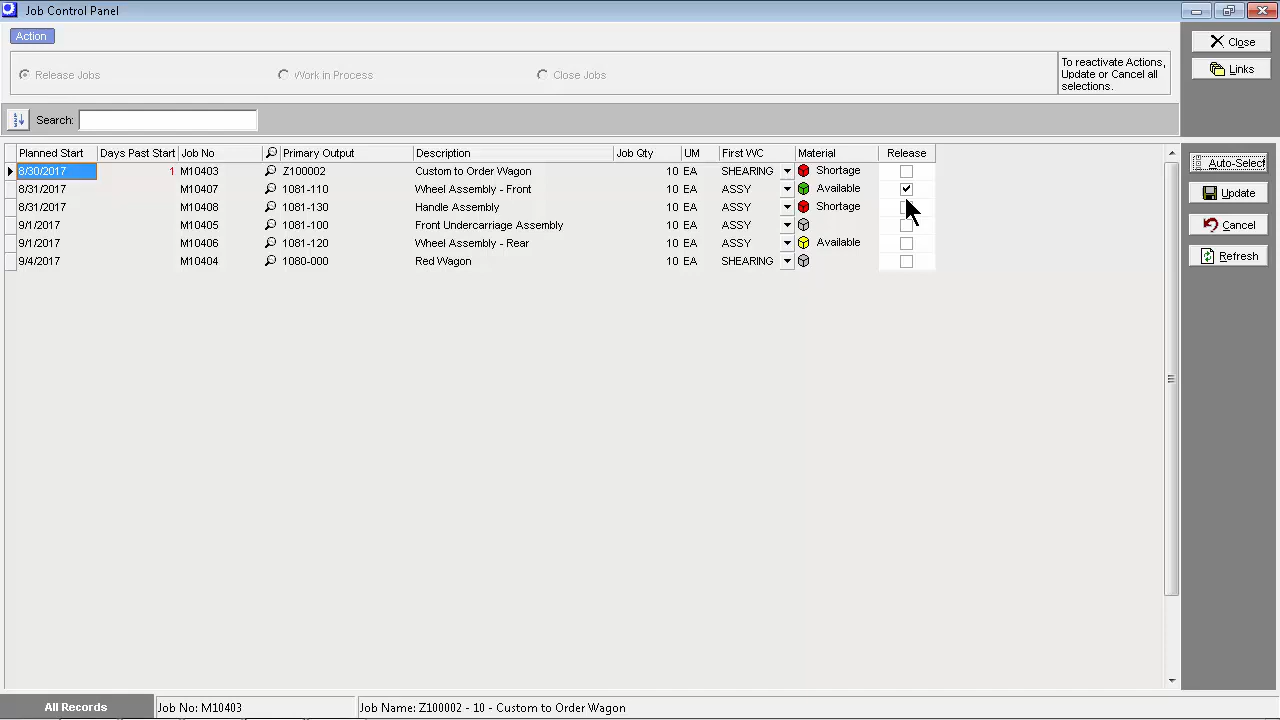 Job Control Panel
Action
Release Jobs Work in Process Close Jobs
To reactivate Actions,
Update or Cancel all
selections.
Close
Links
Search:
Planned Start Days Past Start Job No Primary Output Description Job Qty UM First WC Material Release
8/30/2017 1 M10403 Z100002 Custom to Order Wagon 10 EA SHEARING Shortage
8/31/2017 M10407 1081-110 Wheel Assembly - Front 10 EA ASSY Available
8/31/2017 M10408 1081-130 Handle Assembly 10 EA ASSY Shortage
9/1/2017 M10405 1081-100 Front Undercarriage Assembly 10 EA ASSY
9/1/2017 M10406 1081-120 Wheel Assembly - Rear 10 EA ASSY Available
9/4/2017 M10404 1080-000 Red Wagon 10 EA SHEARING
Auto-Select
Update
Cancel
Refresh
All Records Job No: M10403 Job Name: Z100002 - 10 - Custom to Order Wagon